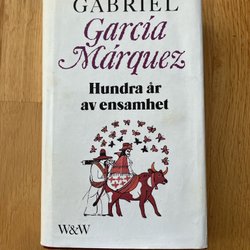 GABRIEL
García
Márquez
Hundra år
av ensamhet
W&W